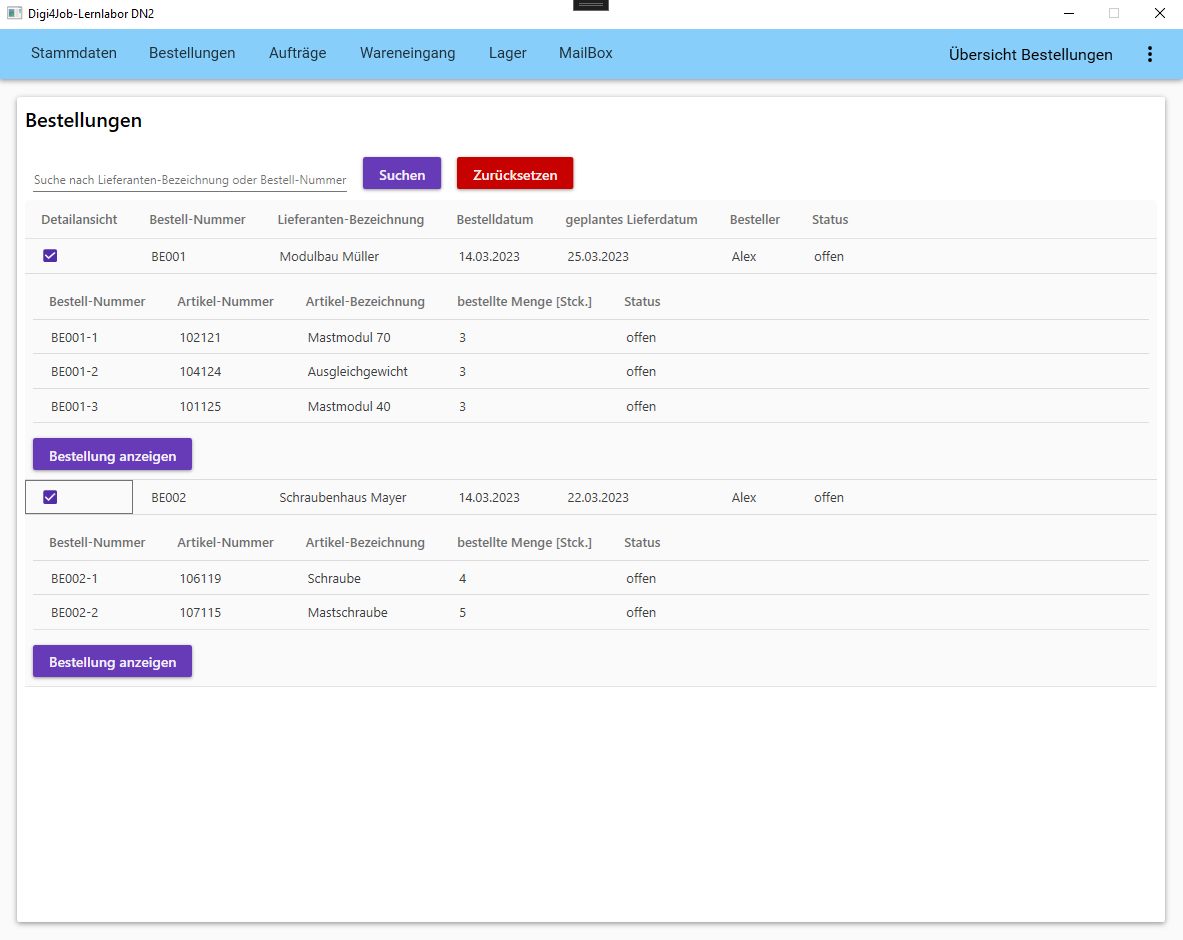 Digi4Job-Lernlabor DN2
Stammdaten Bestellungen Aufträge Wareneingang Lager MailBox Übersicht Bestellungen
Bestellungen
Suche nach Lieferanten-Bezeichnung oder Bestell-Nummer Suchen Zurücksetzen
Detailansicht Bestell-Nummer Lieferanten-Bezeichnung Bestelldatum geplantes Lieferdatum Besteller Status
BE001 Modulbau Müller 14.03.2023 25.03.2023 Alex offen
Bestell-Nummer Artikel-Nummer Artikel-Bezeichnung bestellte Menge [Stck.] Status
BE001-1 102121 Mastmodul 70 3 offen
BE001-2 104124 Ausgleichgewicht 3 offen
BE001-3 101125 Mastmodul 40 3 offen
Bestellung anzeigen
BE002 Schraubenhaus Mayer 14.03.2023 22.03.2023 Alex offen
Bestell-Nummer Artikel-Nummer Artikel-Bezeichnung bestellte Menge [Stck.] Status
BE002-1 106119 Schraube 4 offen
BE002-2 107115 Mastschraube 5 offen
Bestellung anzeigen